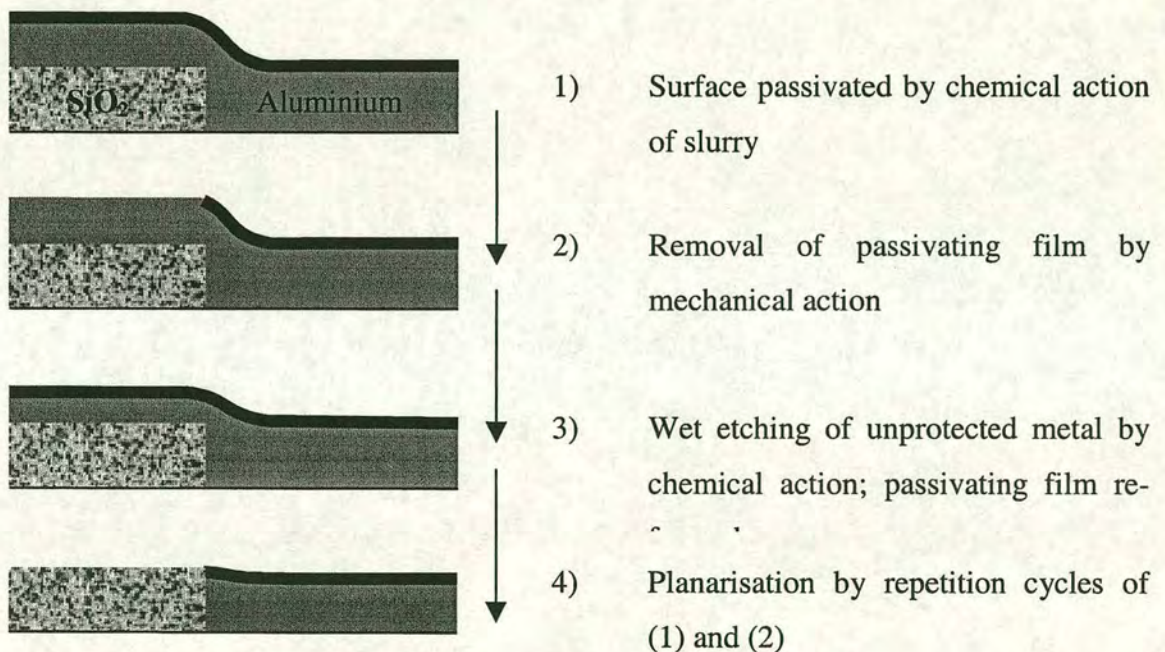 SiO₂ Aluminium
1) Surface passivated by chemical action
of slurry
2) Removal of passivating film by
mechanical action
3) Wet etching of unprotected metal by
chemical action; passivating film re-
4) Planarisation by repetition cycles of
(1) and (2)